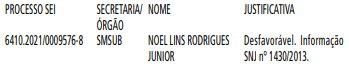 PROCESSO SEI SECRETARIA/ NOME JUSTIFICATIVA
ÓRGÃO
6410.2021/0009576-8 SMSUB NOEL LINS RODRIGUES Desfavorável. Informação
JUNIOR SNJ nº 1430/2013.